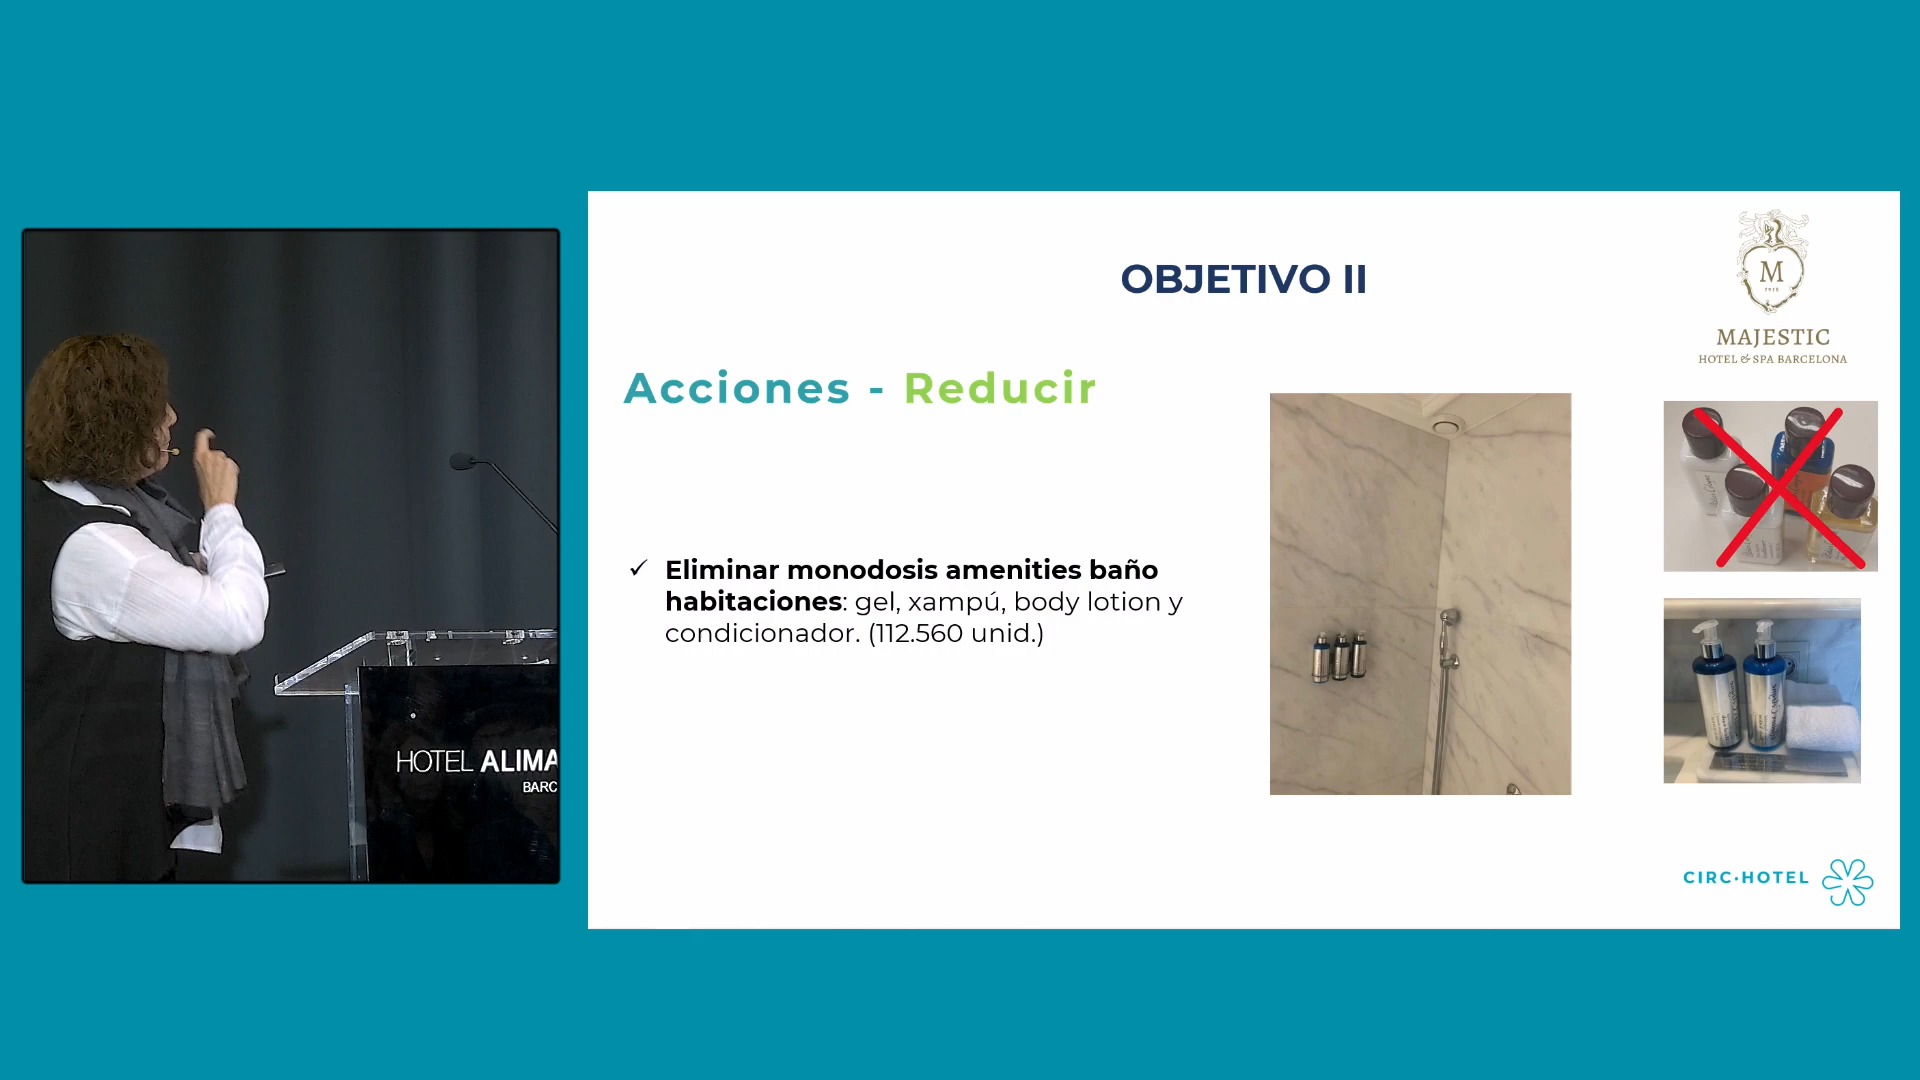 OBJETIVO II
M
MAJESTIC
HOTEL & SPA BARCELONA
Acciones - Reducir
✓ Eliminar monodosis amenities baño
habitaciones: gel, xampú, body lotion y
condicionador. (112.560 unid.)
HOTEL ALIMA
BARC
CIRC·HOTEL